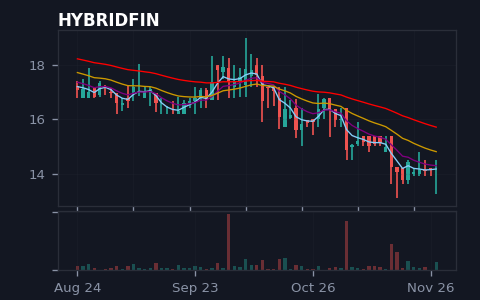 HYBRIDFIN
18
16
14
Aug 24
Sep 23
Oct 26
Nov 26